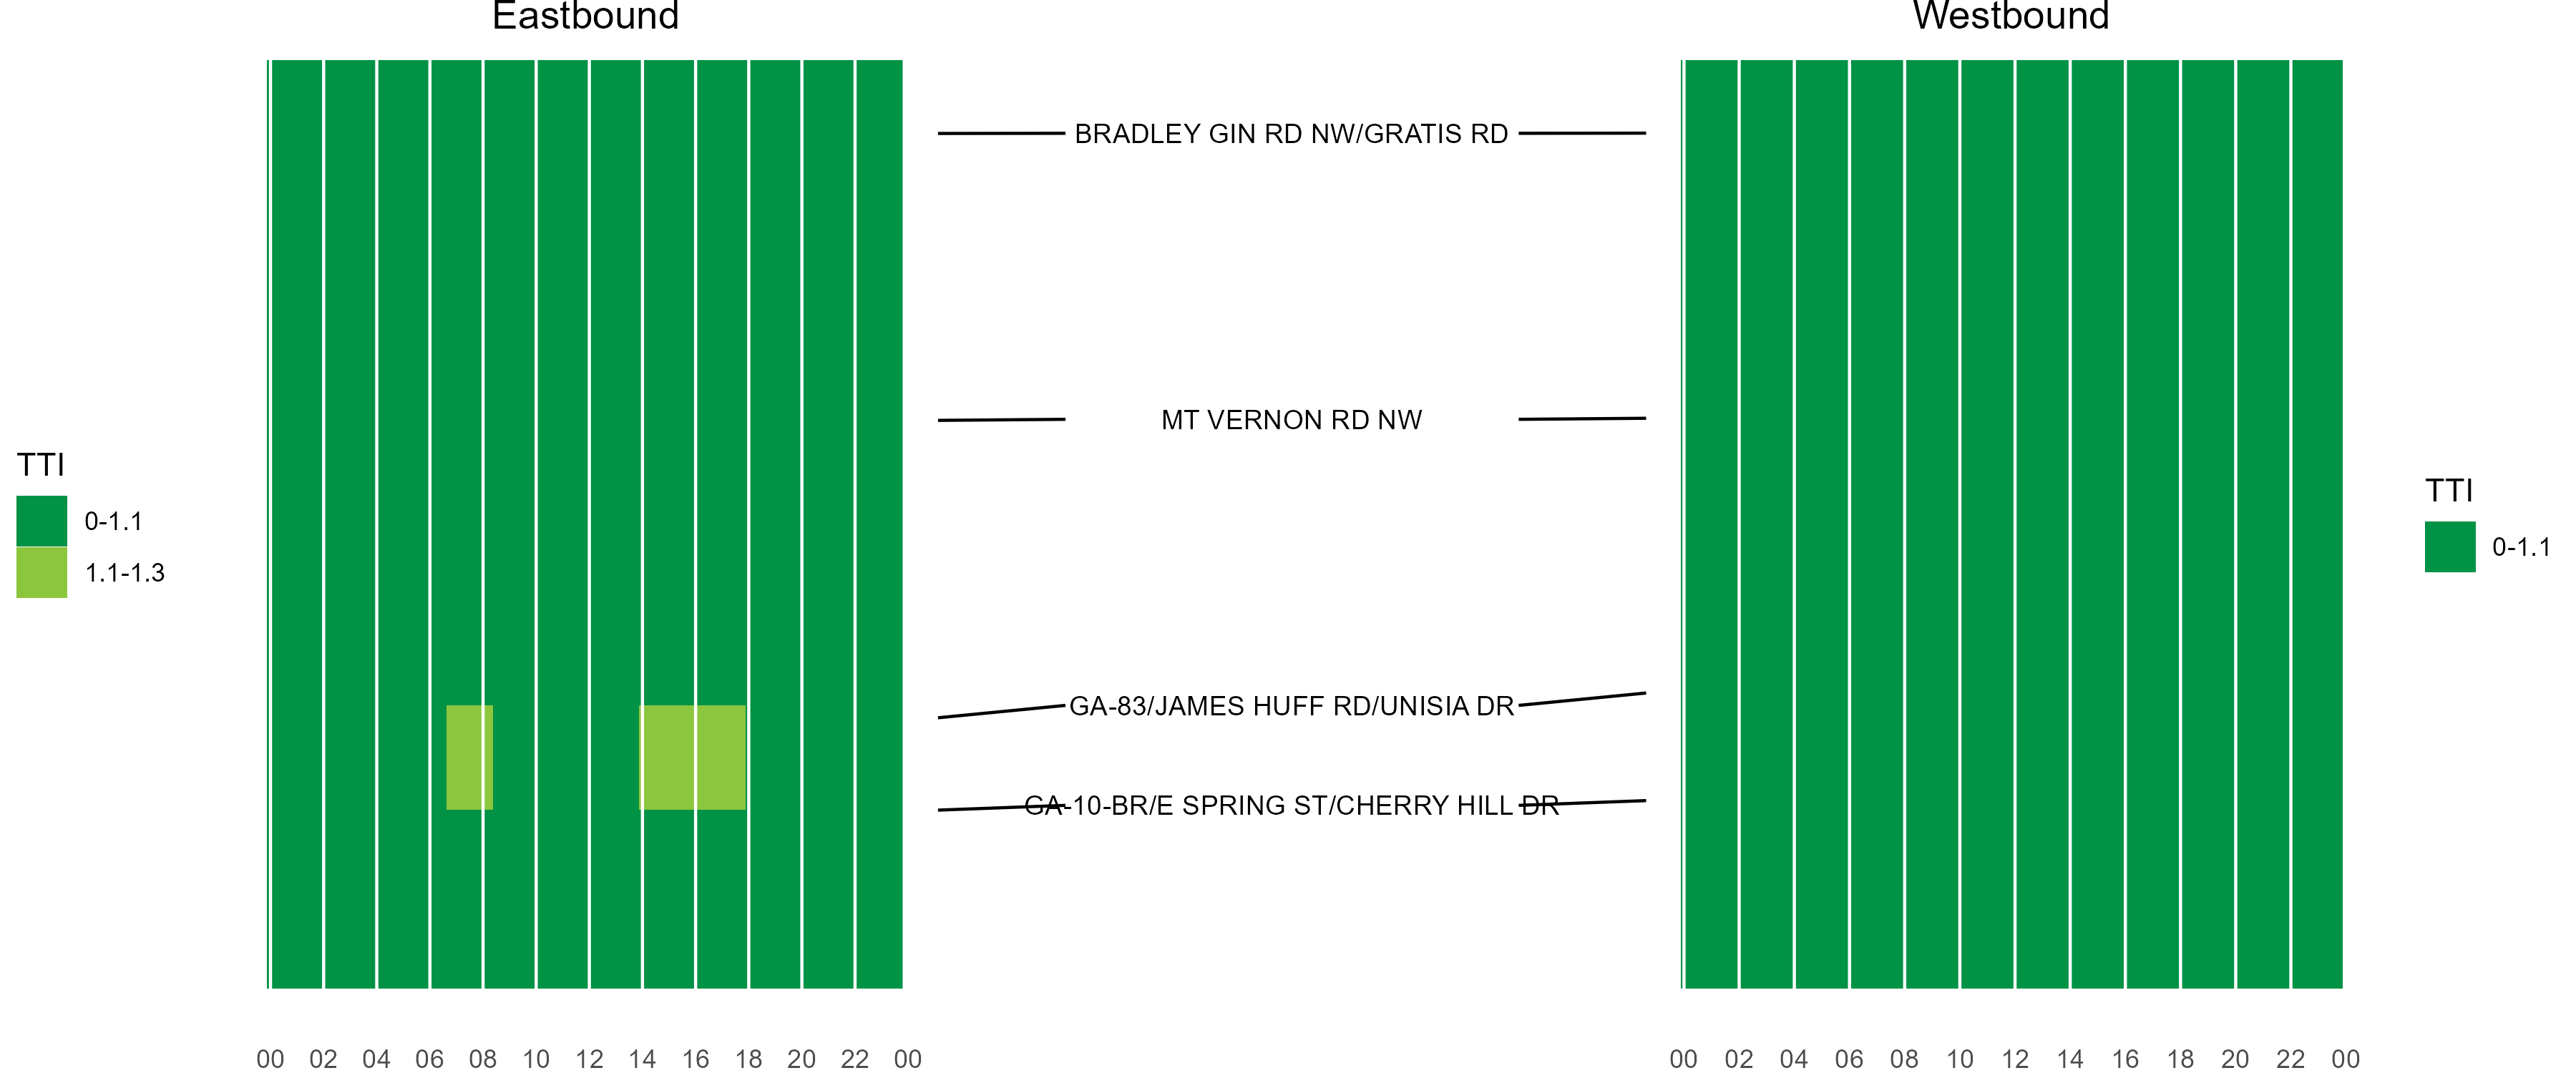 Eastbound
Westbound
BRADLEY GIN RD NW/GRATIS RD
MT VERNON RD NW
TTI
0-1.1
1.1-1.3
TTI
0-1.1
GA-83/JAMES HUFF RD/UNISIA DR
GA-10-BR/E SPRING ST/CHERRY HILL DR
00 02 04 06 08 10 12 14 16 18 20 22 00
00 02 04 06 08 10 12 14 16 18 20 22 00